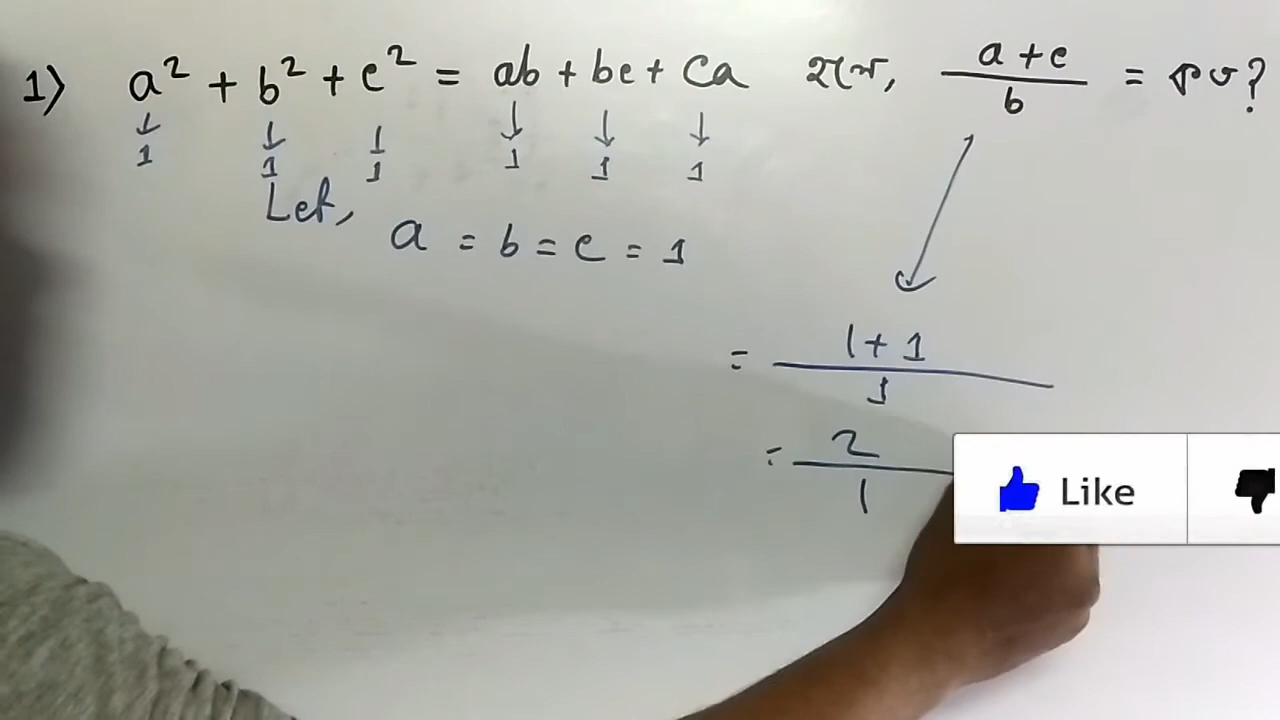 1) a² + b² + c² = ab + bc + ca হলে, (a+c)/b = কত?
↓ ↓ ↓ ↓ ↓ ↓
1 1 1 1 1 1
Let,
a = b = c = 1
= (1+1)/1
= 2/1
Like